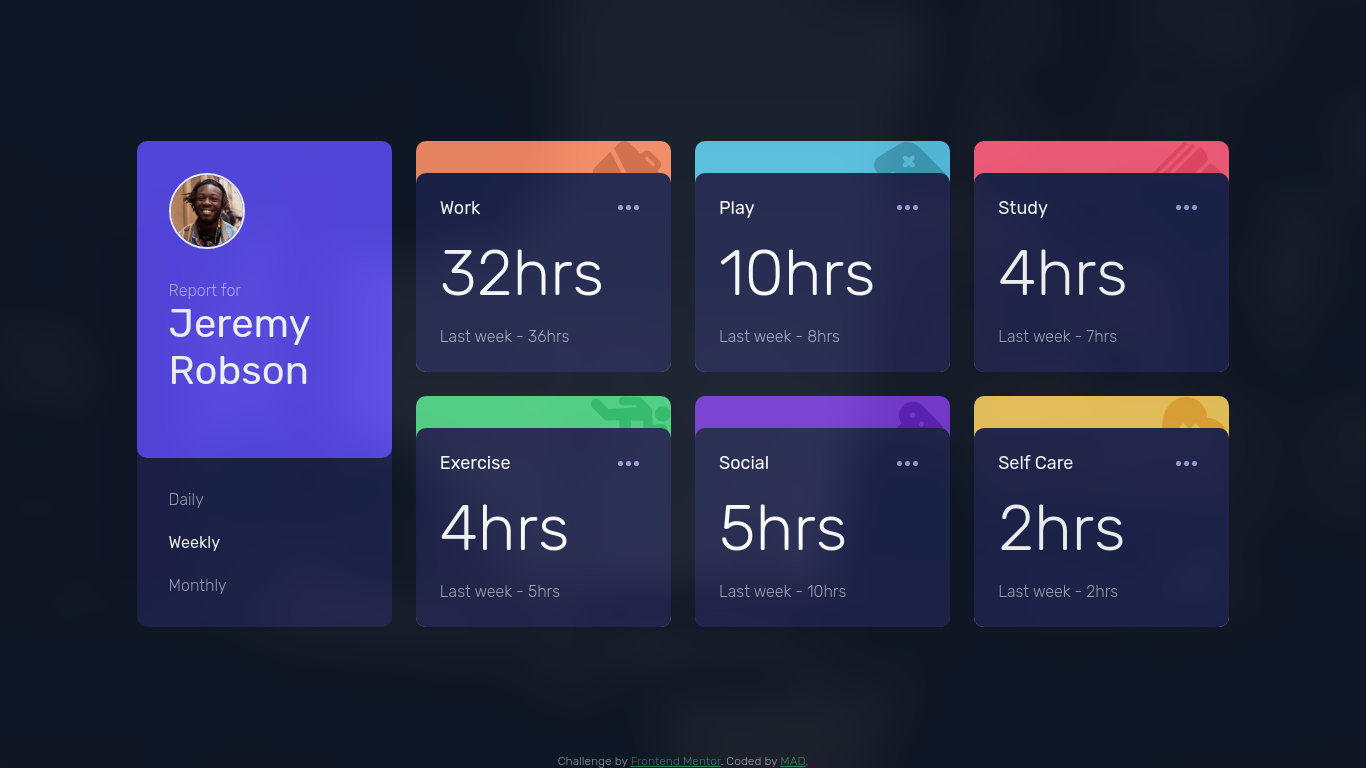 Report for
Jeremy
Robson
Daily
Weekly
Monthly
Work
32hrs
Last week - 36hrs
Play
10hrs
Last week - 8hrs
Study
4hrs
Last week - 7hrs
Exercise
4hrs
Last week - 5hrs
Social
5hrs
Last week - 10hrs
Self Care
2hrs
Last week - 2hrs
Challenge by Frontend Mentor. Coded by MAD.